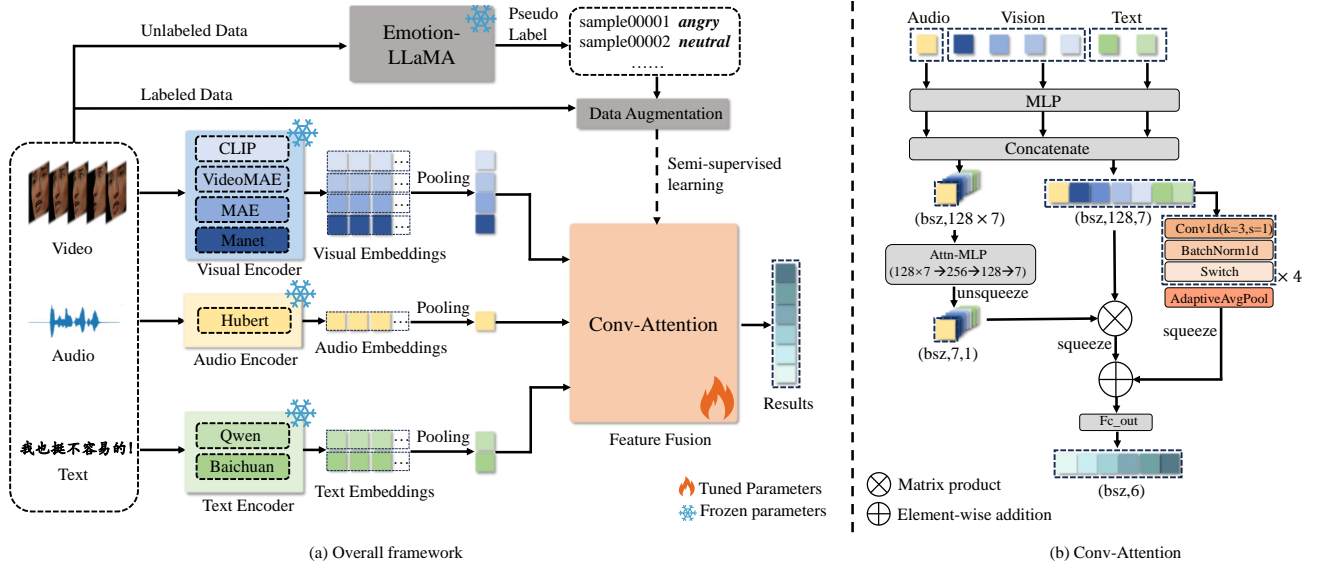 Unlabeled Data
Emotion-
LLaMA
Pseudo
Label
sample00001 angry
sample00002 neutral
......
Labeled Data
Data Augmentation
Semi-supervised
learning
Video
Audio
我也挺不容易的!
Text
CLIP
VideoMAE
MAE
Manet
Visual Encoder
...
...
...
...
Visual Embeddings
Pooling
Hubert
Audio Encoder
...
Audio Embeddings
Pooling
Qwen
Baichuan
Text Encoder
...
...
Text Embeddings
Pooling
Conv-Attention
Feature Fusion
Results
Tuned Parameters
Frozen parameters
(a) Overall framework
Audio Vision Text
MLP
Concatenate
(bsz,128 × 7)
(bsz,128,7)
Attn-MLP
(128×7 →256→128→7)
unsqueeze
(bsz,7,1)
Conv1d(k=3,s=1)
BatchNorm1d
Switch
× 4
AdaptiveAvgPool
squeeze
squeeze
Fc_out
(bsz,6)
Matrix product
Element-wise addition
(b) Conv-Attention